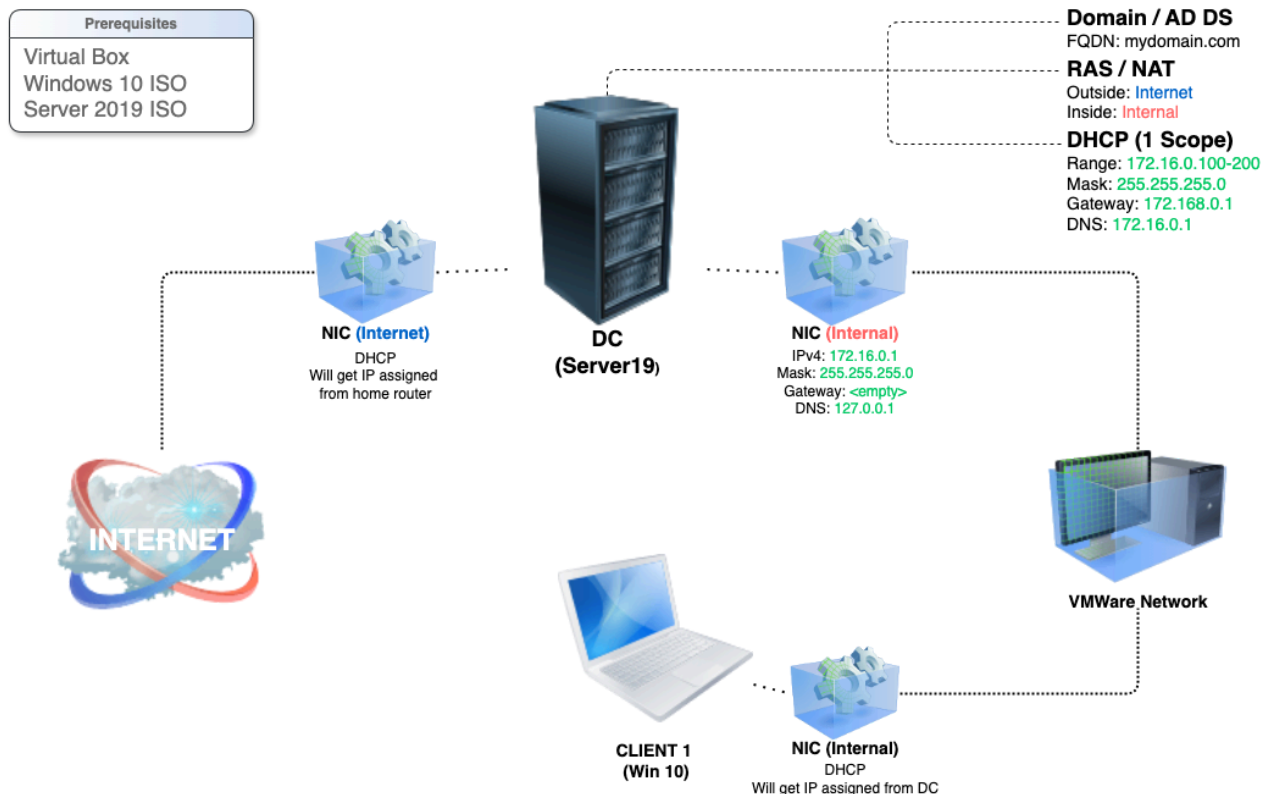 Prerequisites
Virtual Box
Windows 10 ISO
Server 2019 ISO
Domain / AD DS
FQDN: mydomain.com
RAS / NAT
Outside: Internet
Inside: Internal
DHCP (1 Scope)
Range: 172.16.0.100-200
Mask: 255.255.255.0
Gateway: 172.168.0.1
DNS: 172.16.0.1
NIC (Internet)
DHCP
Will get IP assigned
from home router
DC
(Server19)
NIC (Internal)
IPv4: 172.16.0.1
Mask: 255.255.255.0
Gateway: <empty>
DNS: 127.0.0.1
INTERNET
VMWare Network
CLIENT 1
(Win 10)
NIC (Internal)
DHCP
Will get IP assigned from DC